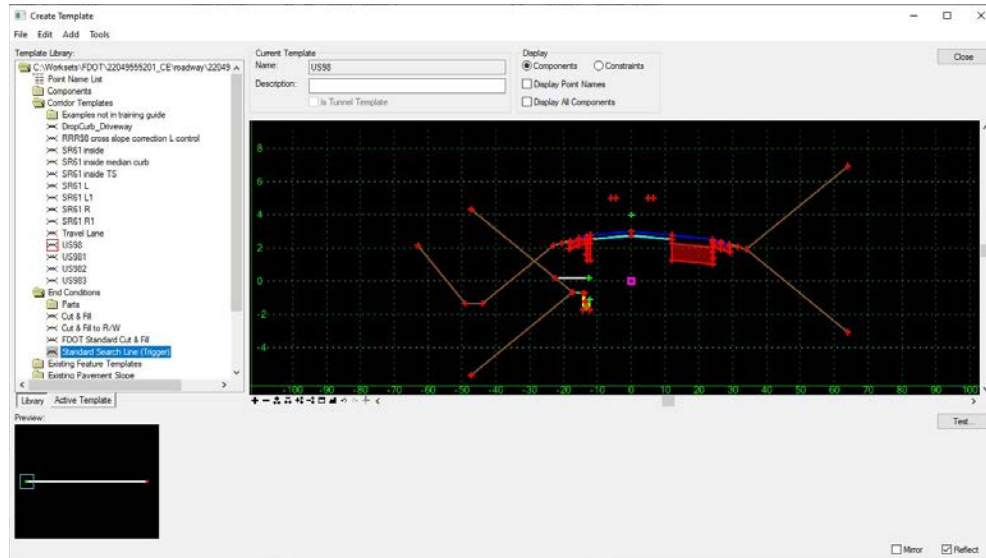 Create Template
File Edit Add Tools
Template Library:
C:\Worksets\FDOT\22049555201_CE\roadway\22049
Point Name List
Components
Corridor Templates
Examples not in training guide
DropCurb_Driveway
RRR98 cross slope correction L control
SR61 inside
SR61 inside median curb
SR61 inside TS
SR61 L
SR61 L1
SR61 R
SR61 R1
Travel Lane
US98
US981
US982
US983
End Conditions
Parts
Cut & Fill
Cut & Fill to R/W
FDOT Standard Cut & Fill
Standard Search Line (Trigger)
Existing Feature Templates
Existing Pavement Slope
Library Active Template
Current Template
Name: US98
Description:
Is Tunnel Template
Display
Components Constraints
Display Point Names
Display All Components
Close
8
6
4
2
0
-2
-4
-100 -90 -80 -70 -60 -50 -40 -30 -20 -10 0 10 20 30 40 50 60 70 80 90 100
Preview:
Test...
Mirror Reflect